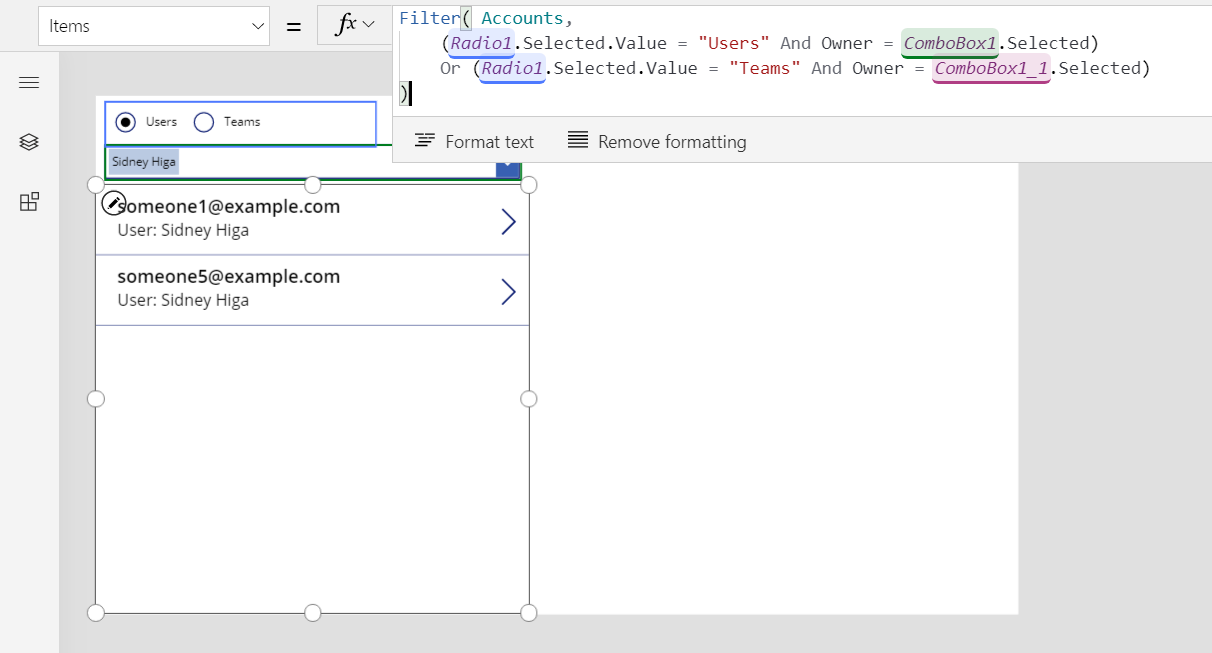 Items
=
fx
Filter( Accounts,
(Radio1.Selected.Value = "Users" And Owner = ComboBox1.Selected)
Or (Radio1.Selected.Value = "Teams" And Owner = ComboBox1_1.Selected)
)
Format text
Remove formatting
Users
Teams
Sidney Higa
someone1@example.com
User: Sidney Higa
someone5@example.com
User: Sidney Higa